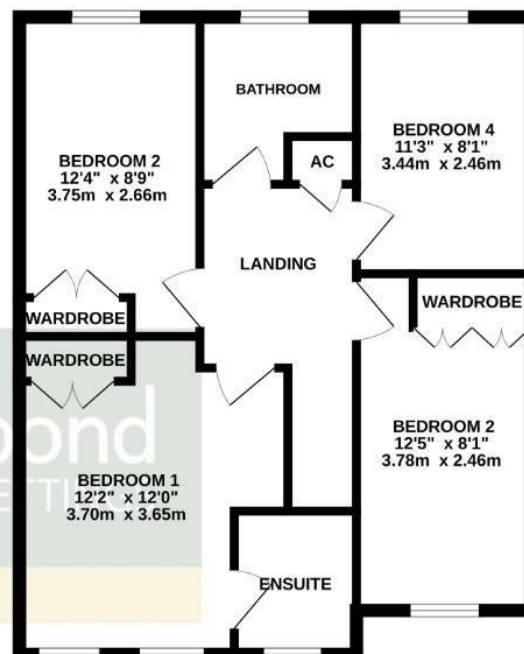 BATHROOM
BEDROOM 4
11'3" x 8'1"
3.44m x 2.46m
BEDROOM 2
12'4" x 8'9"
3.75m x 2.66m
AC
LANDING
WARDROBE
WARDROBE
WARDROBE
BEDROOM 2
12'5" x 8'1"
3.78m x 2.46m
BEDROOM 1
12'2" x 12'0"
3.70m x 3.65m
ENSUITE